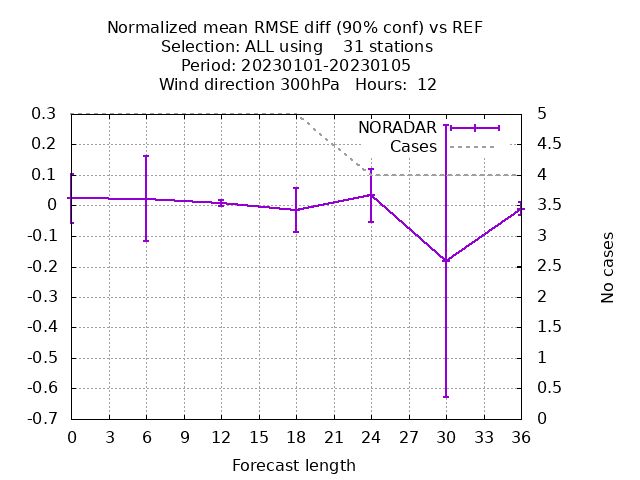 Normalized mean RMSE diff (90% conf) vs REF
Selection: ALL using    31 stations
Period: 20230101-20230105
Wind direction 300hPa   Hours:  12
NORADAR
Cases
0.3
0.2
0.1
0
-0.1
-0.2
-0.3
-0.4
-0.5
-0.6
-0.7
5
4.5
4
3.5
3
2.5
2
1.5
1
0.5
0
No cases
0 3 6 9 12 15 18 21 24 27 30 33 36
Forecast length